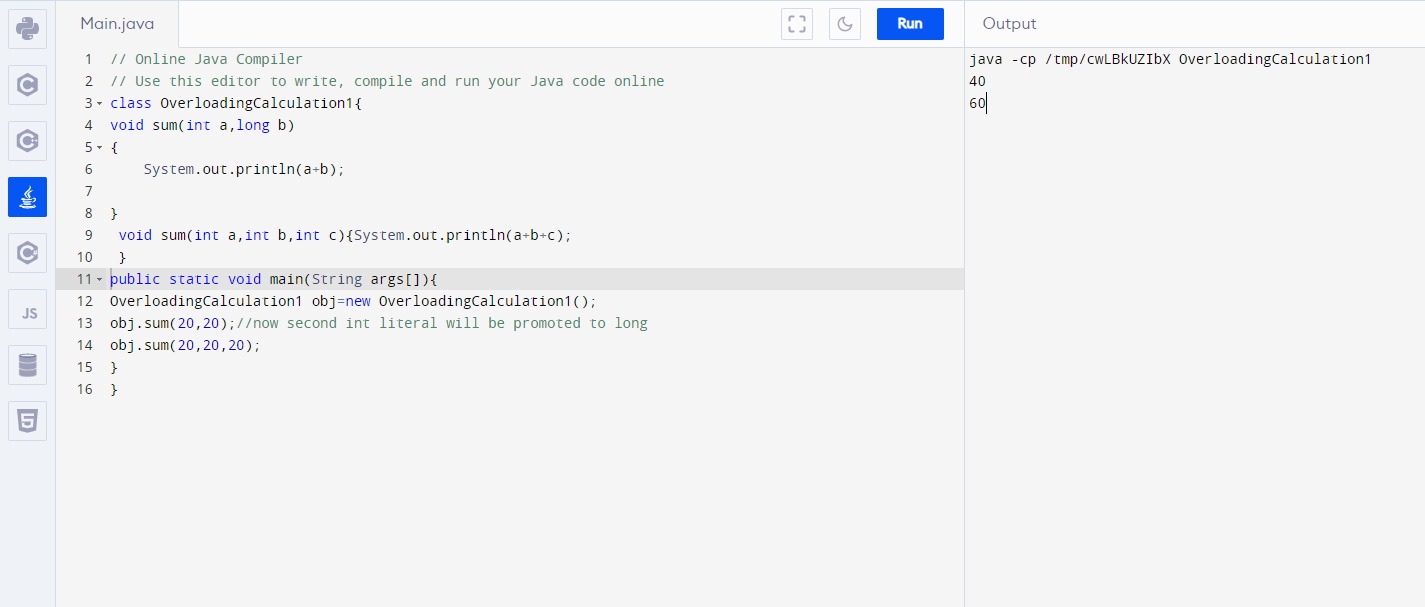 Main.java
Run
Output
1 // Online Java Compiler
2 // Use this editor to write, compile and run your Java code online
3 class OverloadingCalculation1{
4 void sum(int a,long b)
5 {
6 System.out.println(a+b);
7
8 }
9 void sum(int a,int b,int c){System.out.println(a+b+c);
10 }
11 public static void main(String args[]){
12 OverloadingCalculation1 obj=new OverloadingCalculation1();
13 obj.sum(20,20);//now second int literal will be promoted to long
14 obj.sum(20,20,20);
15 }
16 }
java -cp /tmp/cwLBkUZIbX OverloadingCalculation1
40
60
C
C
C
JS
5